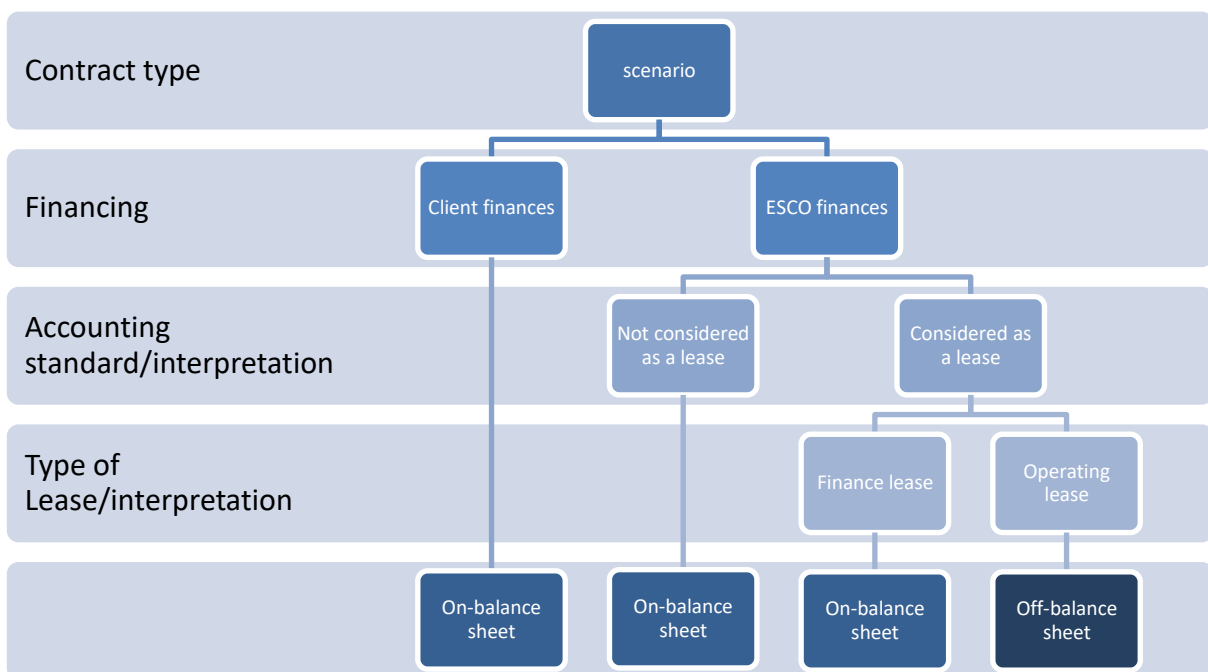 Contract type
scenario
Financing
Client finances
ESCO finances
Accounting
standard/interpretation
Not considered
as a lease
Considered as
a lease
Type of
Lease/interpretation
Finance lease
Operating
lease
On-balance
sheet
On-balance
sheet
On-balance
sheet
Off-balance
sheet